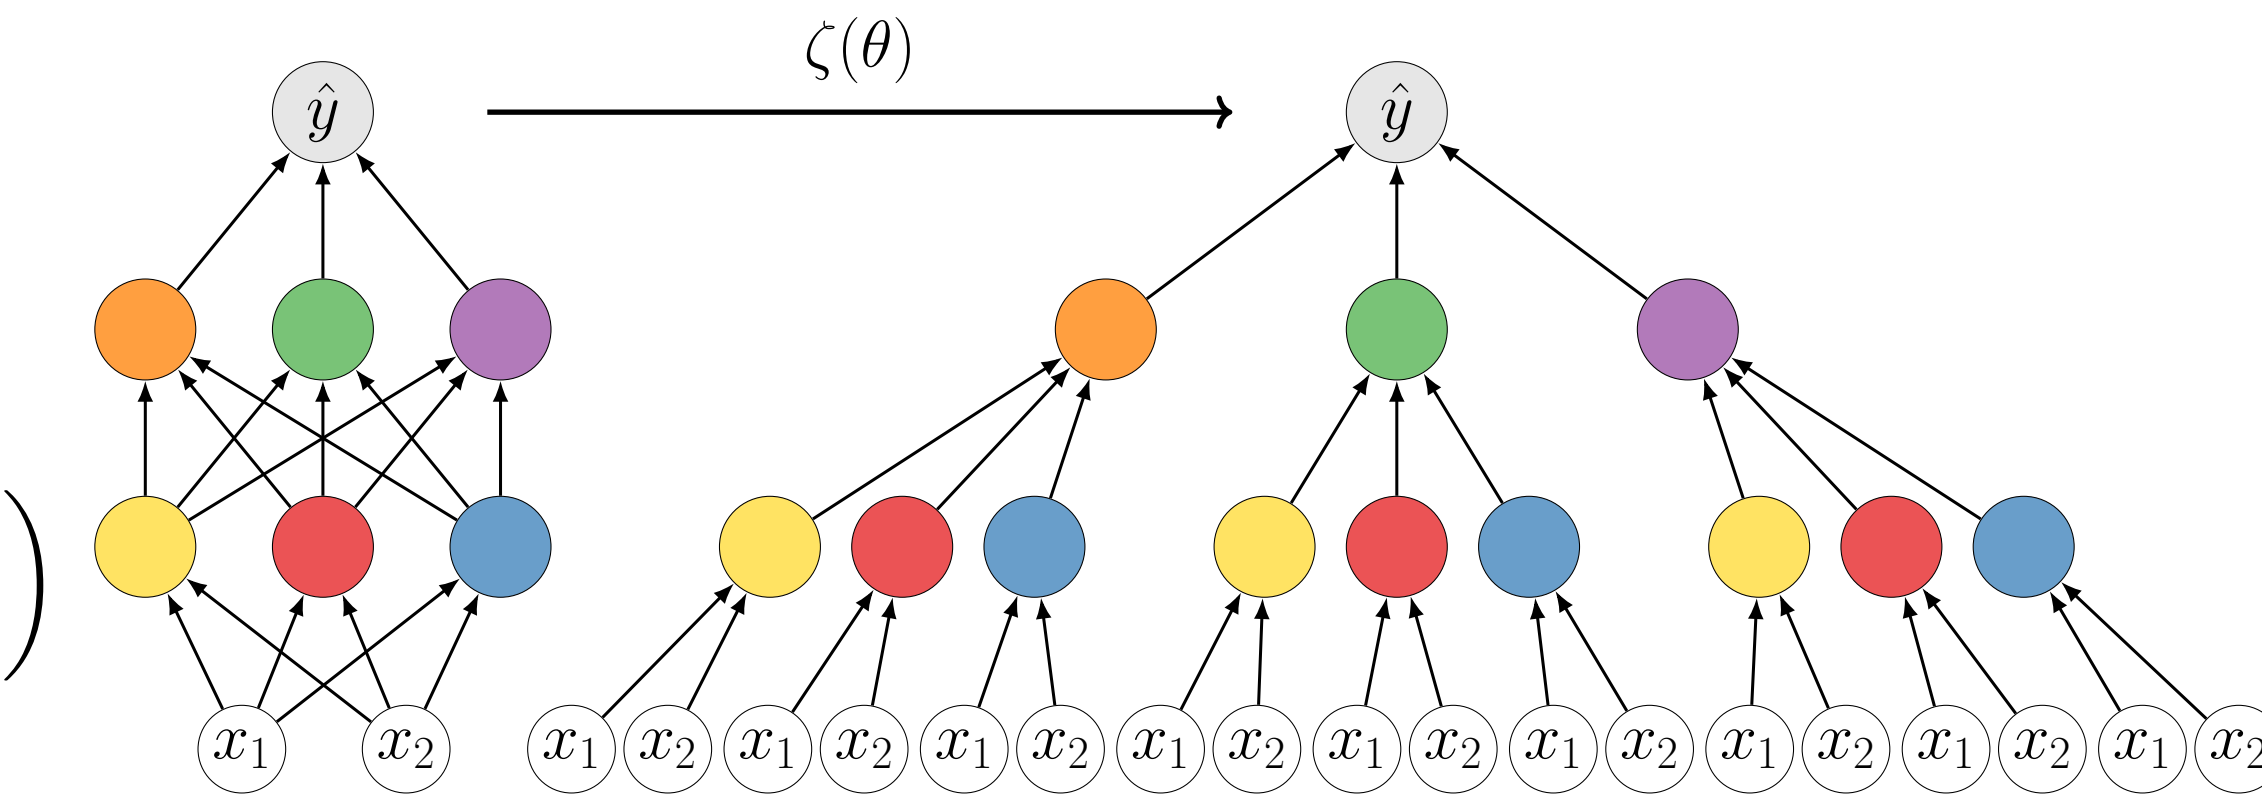 ζ(θ)
ŷ ŷ
)
x₁ x₂ x₁ x₂ x₁ x₂ x₁ x₂ x₁ x₂ x₁ x₂ x₁ x₂ x₁ x₂ x₁ x₂ x₁ x₂